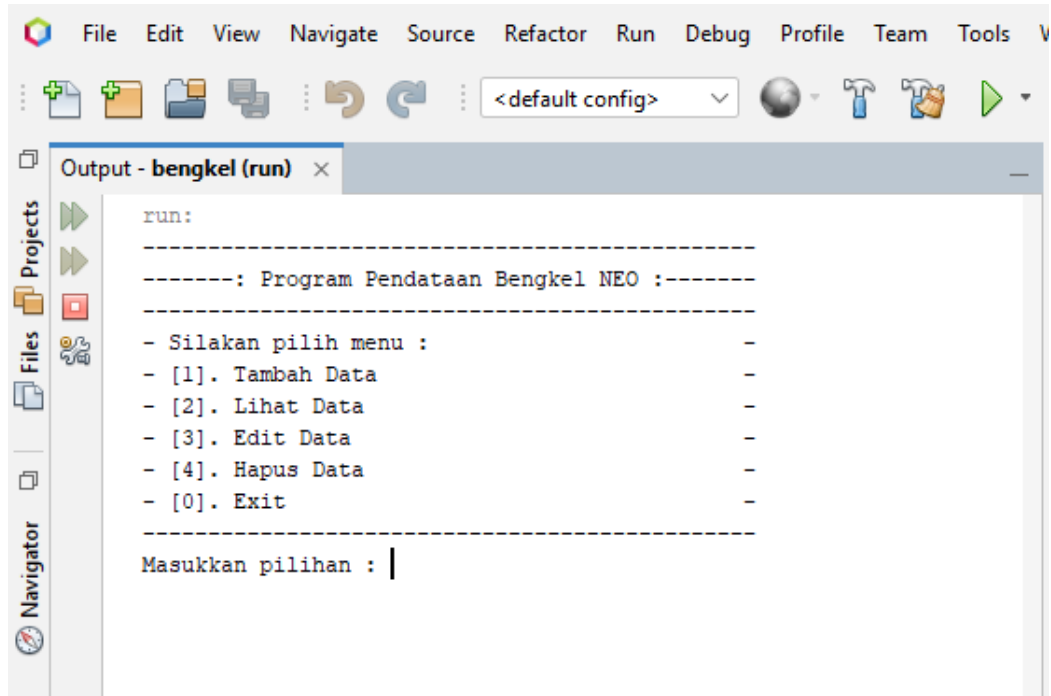 File Edit View Navigate Source Refactor Run Debug Profile Team Tools
<default config>
Output - bengkel (run)
Projects
Files
Navigator
run:
-----------------------------------------------
-------: Program Pendataan Bengkel NEO :-------
-----------------------------------------------
- Silakan pilih menu :                        -
- [1]. Tambah Data                            -
- [2]. Lihat Data                             -
- [3]. Edit Data                              -
- [4]. Hapus Data                             -
- [0]. Exit                                   -
-----------------------------------------------
Masukkan pilihan :